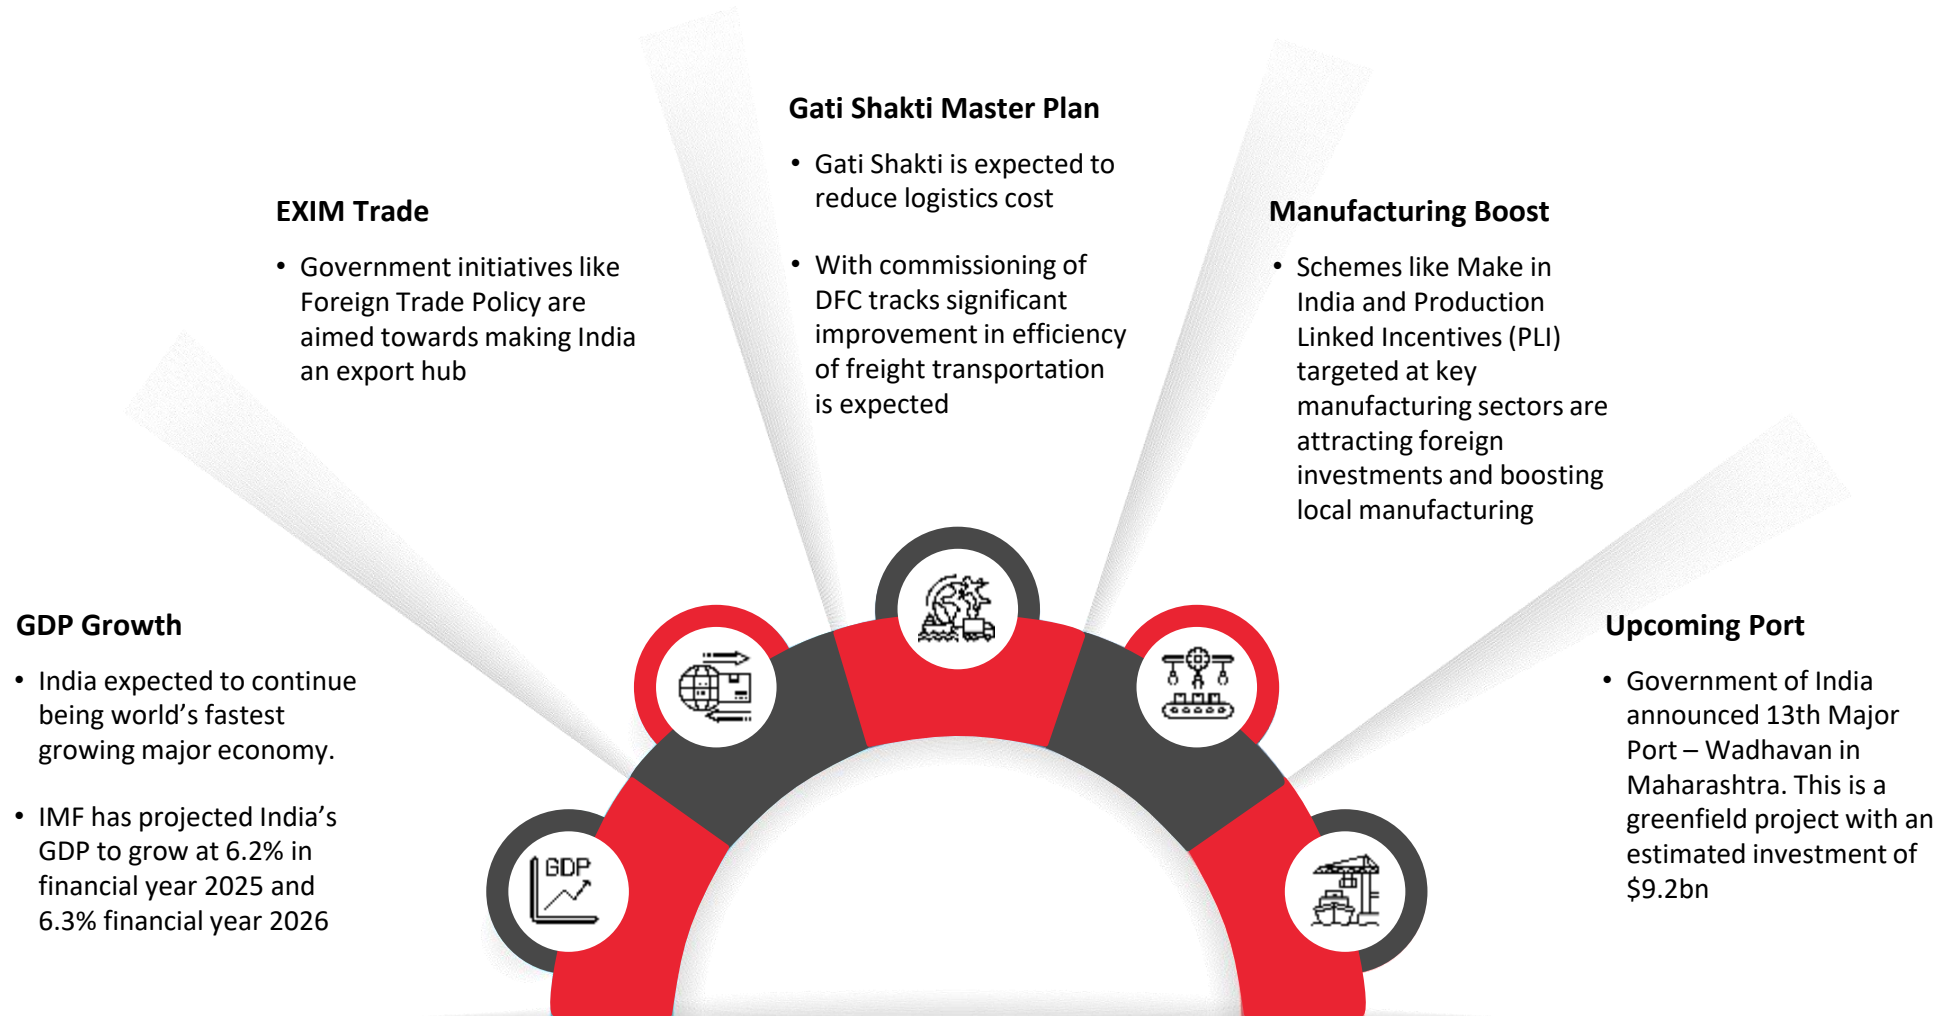 GDP Growth
• India expected to continue
being world’s fastest
growing major economy.
• IMF has projected India’s
GDP to grow at 6.2% in
financial year 2025 and
6.3% financial year 2026
EXIM Trade
• Government initiatives like
Foreign Trade Policy are
aimed towards making India
an export hub
Gati Shakti Master Plan
• Gati Shakti is expected to
reduce logistics cost
• With commissioning of
DFC tracks significant
improvement in efficiency
of freight transportation
is expected
Manufacturing Boost
• Schemes like Make in
India and Production
Linked Incentives (PLI)
targeted at key
manufacturing sectors are
attracting foreign
investments and boosting
local manufacturing
Upcoming Port
• Government of India
announced 13th Major
Port – Wadhavan in
Maharashtra. This is a
greenfield project with an
estimated investment of
$9.2bn
GDP